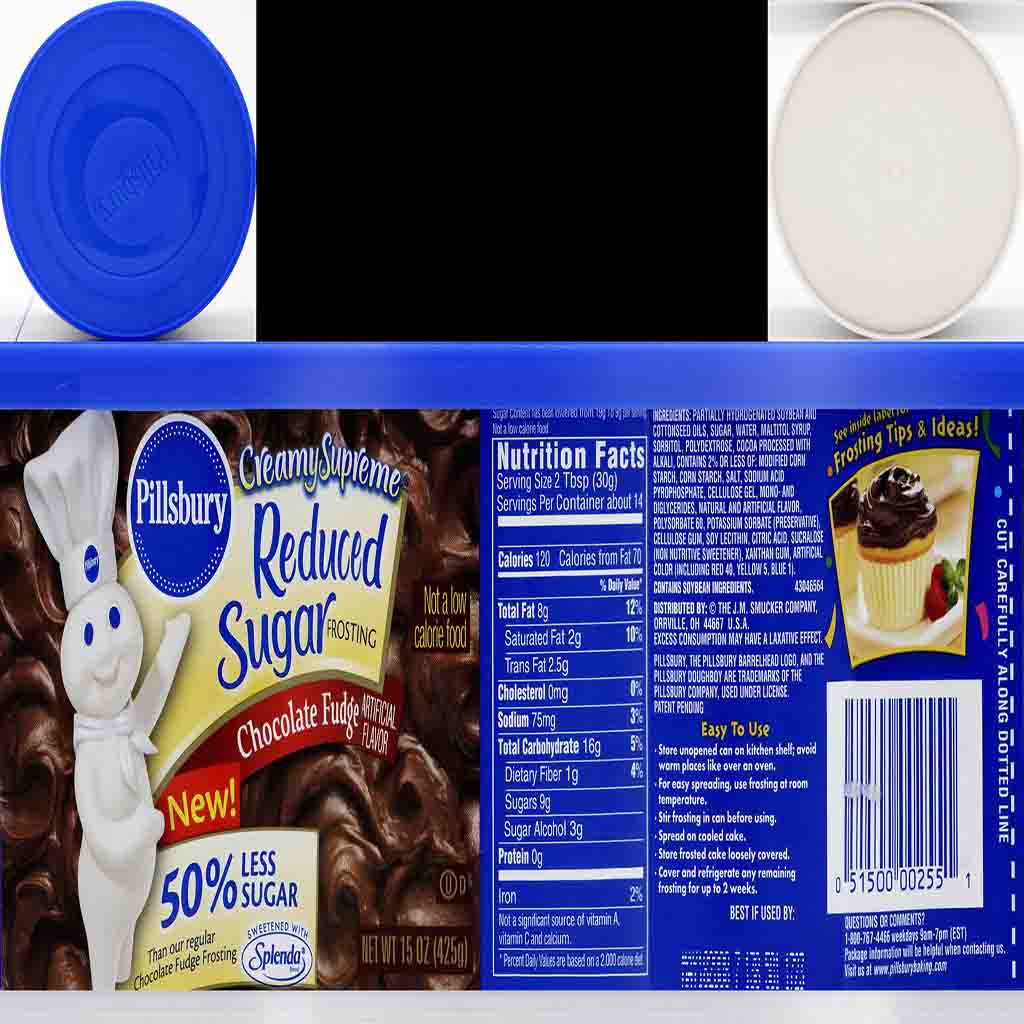 Pillsbury
Pillsbury
Creamy Supreme
Reduced
Sugar FROSTING
Not a low
calorie food
Chocolate Fudge ARTIFICIAL
FLAVOR
New!
50% LESS
SUGAR
Than our regular
Chocolate Fudge Frosting
SWEETENED WITH
Splenda
NET WT 15 OZ (425g)
U D
Sugar Content has been lowered from 19g to 9g per serving
Not a low calorie food.
Nutrition Facts
Serving Size 2 Tbsp (30g)
Servings Per Container about 14
Calories 120 Calories from Fat 70
% Daily Value*
Total Fat 8g 12%
Saturated Fat 2g 10%
Trans Fat 2.5g
Cholesterol 0mg 0%
Sodium 75mg 3%
Total Carbohydrate 16g 5%
Dietary Fiber 1g 4%
Sugars 9g
Sugar Alcohol 3g
Protein 0g
Iron 2%
Not a significant source of vitamin A,
vitamin C and calcium.
* Percent Daily Values are based on a 2,000 calorie diet.
INGREDIENTS: PARTIALLY HYDROGENATED SOYBEAN AND
COTTONSEED OILS, SUGAR, WATER, MALTITOL SYRUP,
SORBITOL, POLYDEXTROSE, COCOA PROCESSED WITH
ALKALI, CONTAINS 2% OR LESS OF: MODIFIED CORN
STARCH, CORN STARCH, SALT, SODIUM ACID
PYROPHOSPHATE, CELLULOSE GEL, MONO- AND
DIGLYCERIDES, NATURAL AND ARTIFICIAL FLAVOR,
POLYSORBATE 60, POTASSIUM SORBATE (PRESERVATIVE),
CELLULOSE GUM, SOY LECITHIN, CITRIC ACID, SUCRALOSE
(NON NUTRITIVE SWEETENER), XANTHAN GUM, ARTIFICIAL
COLOR (INCLUDING RED 40, YELLOW 5, BLUE 1).
CONTAINS SOYBEAN INGREDIENTS. 43046564
DISTRIBUTED BY: © THE J.M. SMUCKER COMPANY,
ORRVILLE, OH 44667 U.S.A.
EXCESS CONSUMPTION MAY HAVE A LAXATIVE EFFECT.
PILLSBURY, THE PILLSBURY BARRELHEAD LOGO, AND THE
PILLSBURY DOUGHBOY ARE TRADEMARKS OF THE
PILLSBURY COMPANY, USED UNDER LICENSE.
PATENT PENDING
Easy To Use
· Store unopened can on kitchen shelf; avoid
warm places like over an oven.
· For easy spreading, use frosting at room
temperature.
· Stir frosting in can before using.
· Spread on cooled cake.
· Store frosted cake loosely covered.
· Cover and refrigerate any remaining
frosting for up to 2 weeks.
BEST IF USED BY:
See inside label for
Frosting Tips & Ideas!
CUT CAREFULLY ALONG DOTTED LINE
0 51500 00255 1
QUESTIONS OR COMMENTS?
1-800-767-4466 weekdays 9am-7pm (EST)
Package information will be helpful when contacting us.
Visit us at www.pillsburybaking.com